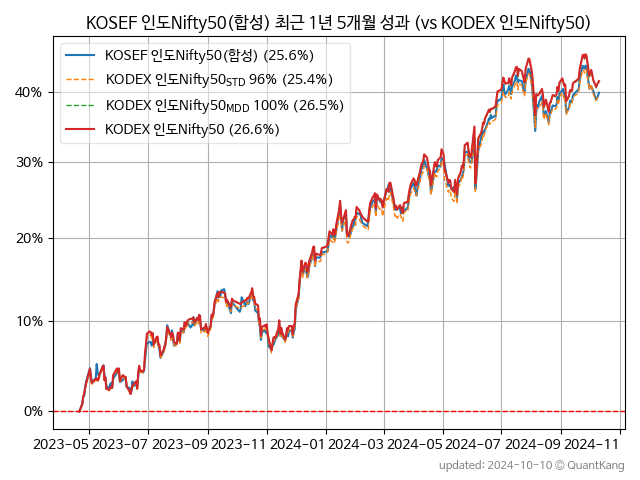 KOSEF 인도Nifty50(합성) 최근 1년 5개월 성과 (vs KODEX 인도Nifty50)
KOSEF 인도Nifty50(합성) (25.6%)
KODEX 인도Nifty50STD 96% (25.4%)
KODEX 인도Nifty50MDD 100% (26.5%)
KODEX 인도Nifty50 (26.6%)
40%
30%
20%
10%
0%
2023-05 2023-07 2023-09 2023-11 2024-01 2024-03 2024-05 2024-07 2024-09 2024-11
updated: 2024-10-10 © QuantKang